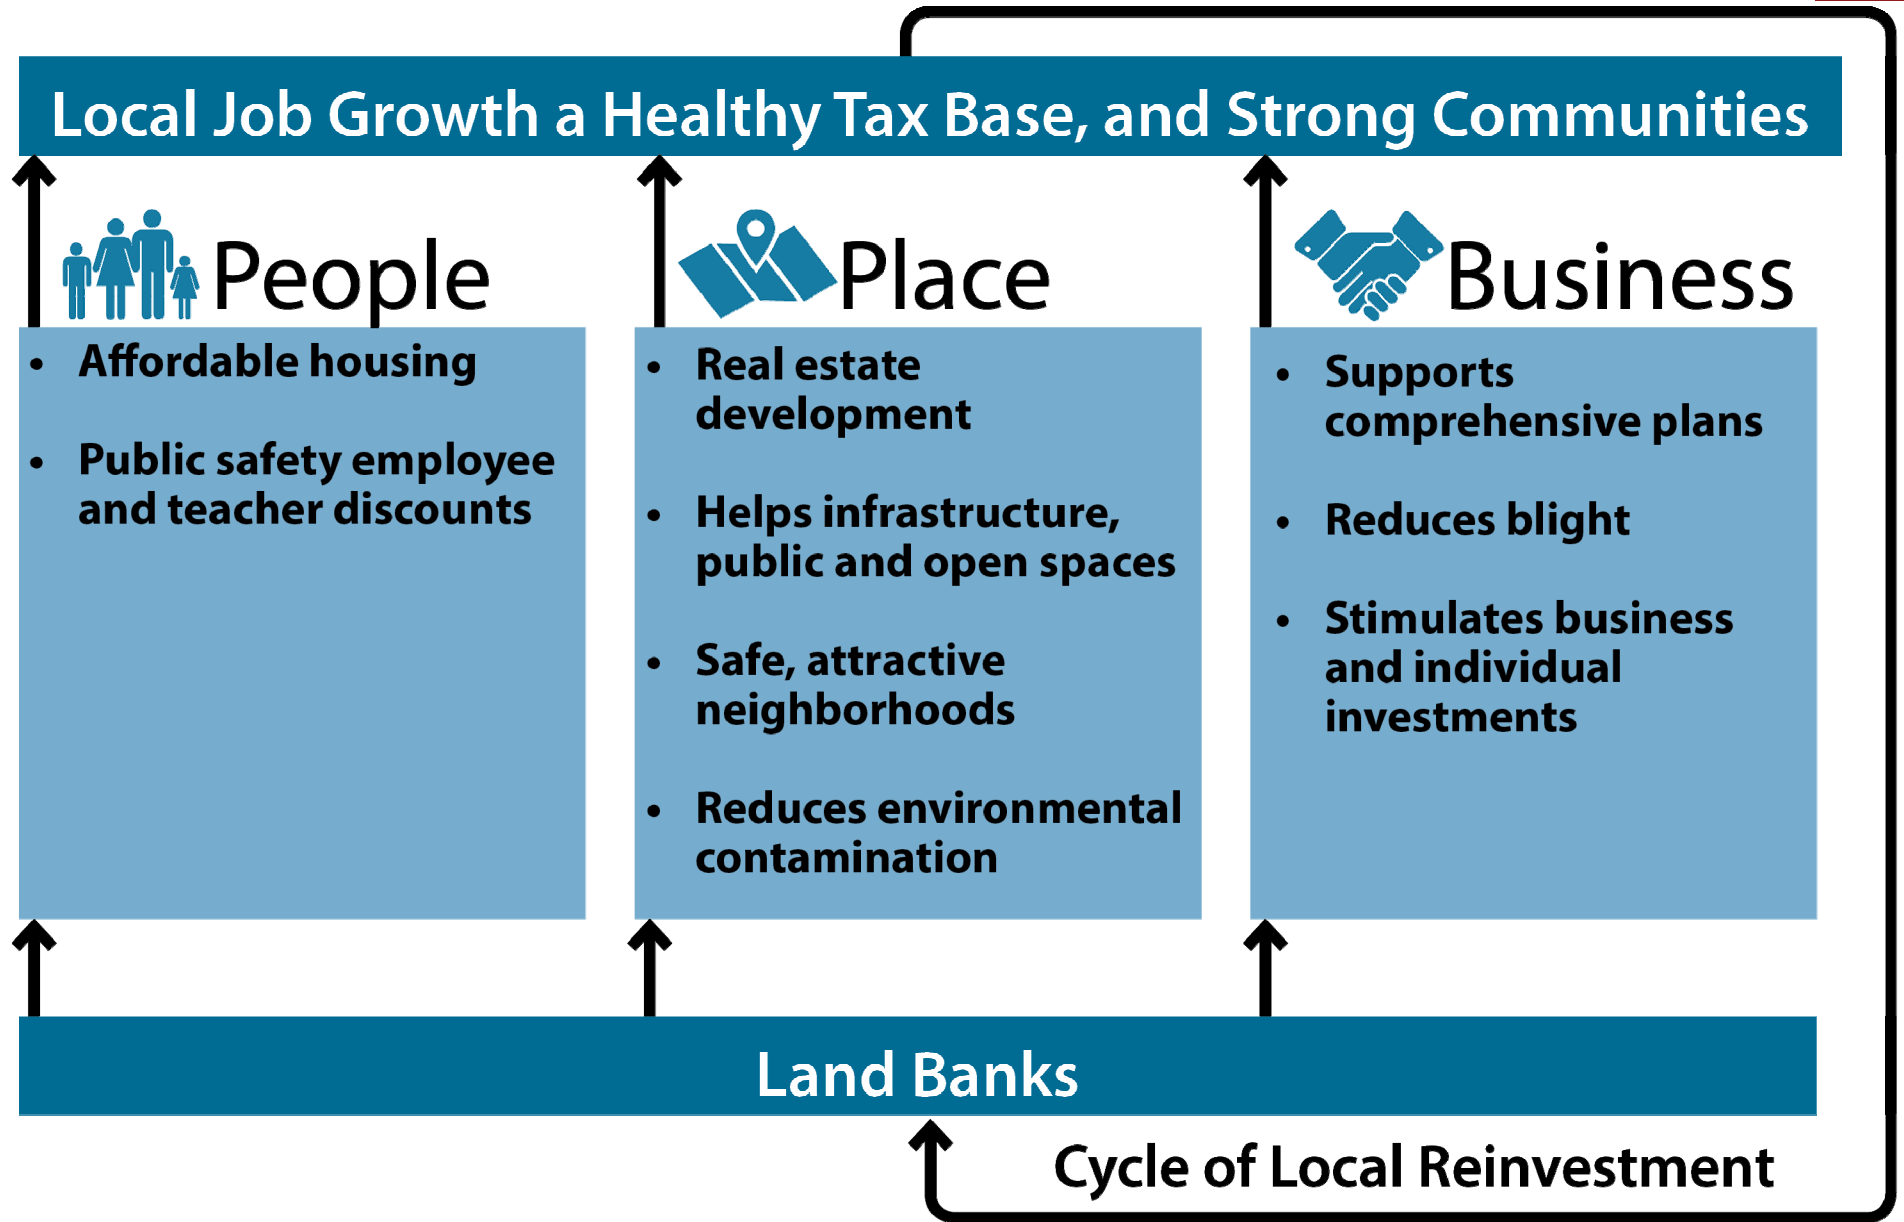 Local Job Growth a Healthy Tax Base, and Strong Communities
People
• Affordable housing
• Public safety employee
and teacher discounts
Place
• Real estate
development
• Helps infrastructure,
public and open spaces
• Safe, attractive
neighborhoods
• Reduces environmental
contamination
Business
• Supports
comprehensive plans
• Reduces blight
• Stimulates business
and individual
investments
Land Banks
Cycle of Local Reinvestment